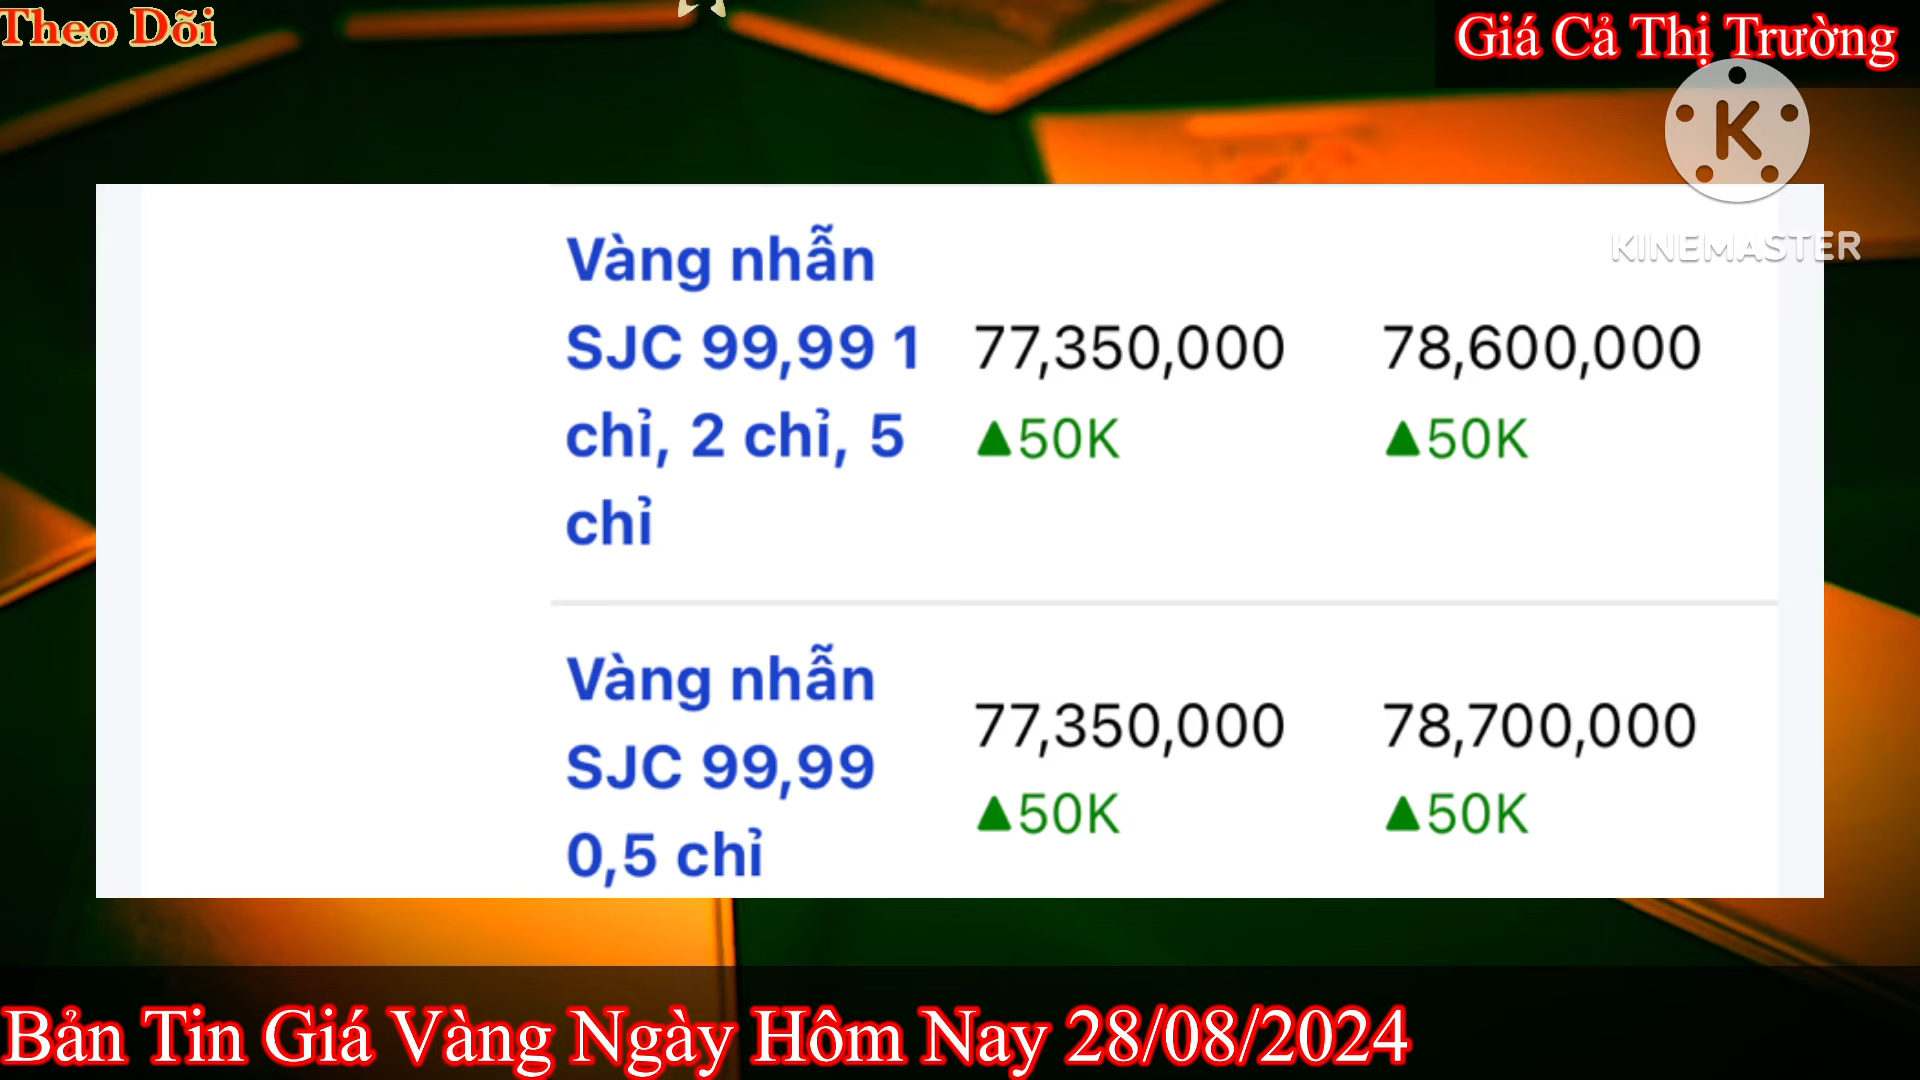 Theo Dõi
Giá Cả Thị Trường
K
KINEMASTER
Vàng nhẫn
SJC 99,99 1
chỉ, 2 chỉ, 5
chỉ
77,350,000
▲50K
78,600,000
▲50K
Vàng nhẫn
SJC 99,99
0,5 chỉ
77,350,000
▲50K
78,700,000
▲50K
Bản Tin Giá Vàng Ngày Hôm Nay 28/08/2024